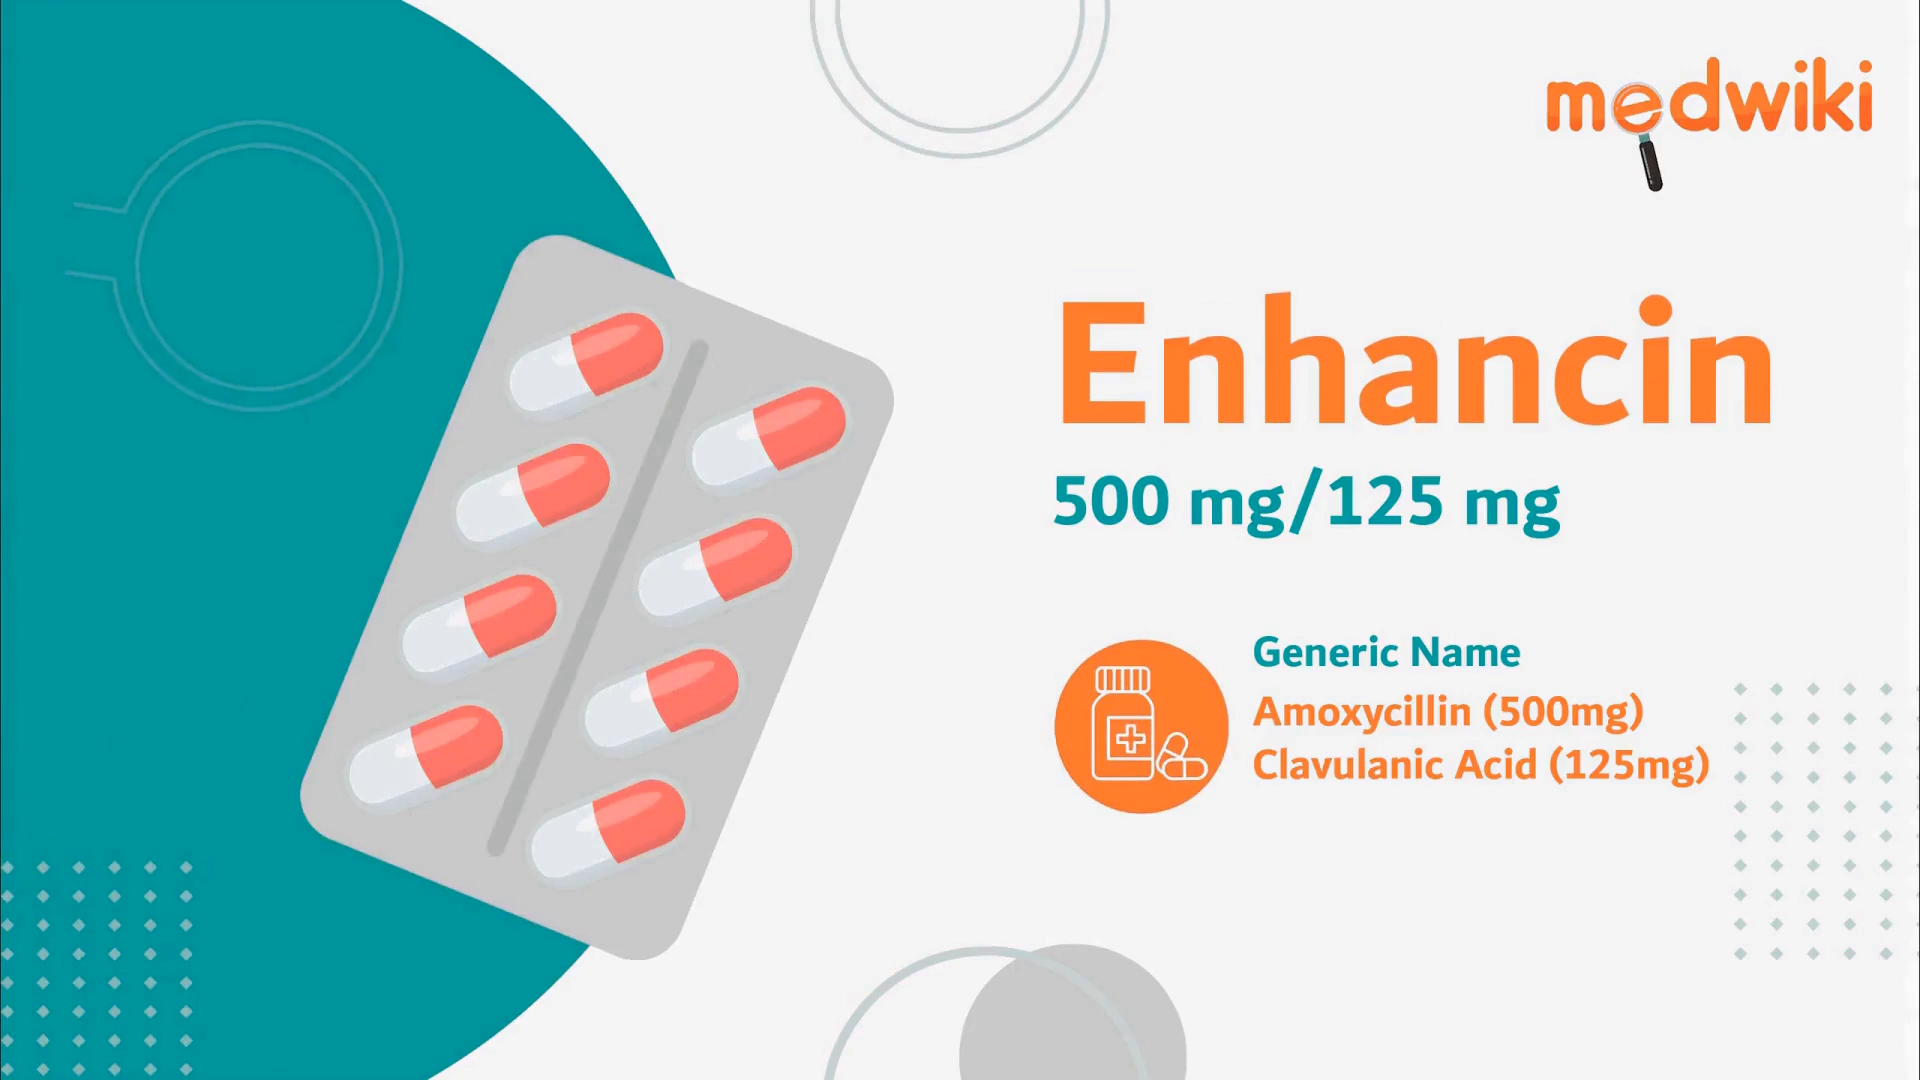 medwiki
Enhancin
500 mg/125 mg
Generic Name
Amoxycillin (500mg)
Clavulanic Acid (125mg)